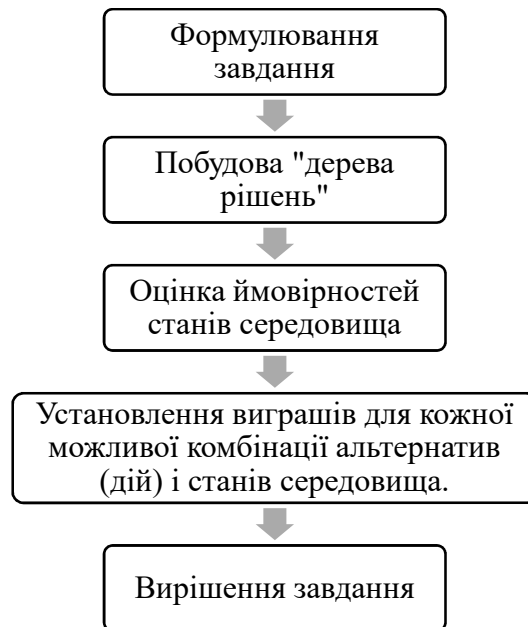 Формулювання
завдання
Побудова "дерева
рішень"
Оцінка ймовірностей
станів середовища
Установлення виграшів для кожної
можливої комбінації альтернатив
(дій) і станів середовища.
Вирішення завдання